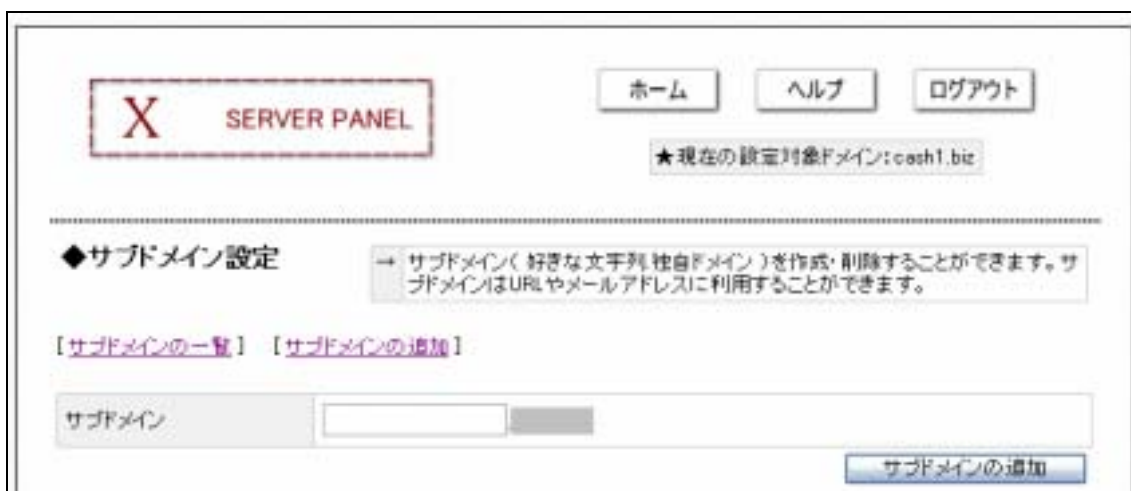 ホーム ヘルプ ログアウト
X SERVER PANEL
★現在の設定対象ドメイン:cash1.biz
◆サブドメイン設定
→ サブドメイン( 好きな文字列.独自ドメイン )を作成・削除することができます。サ
ブドメインはURLやメールアドレスに利用することができます。
[サブドメインの一覧] [サブドメインの追加]
サブドメイン
サブドメインの追加